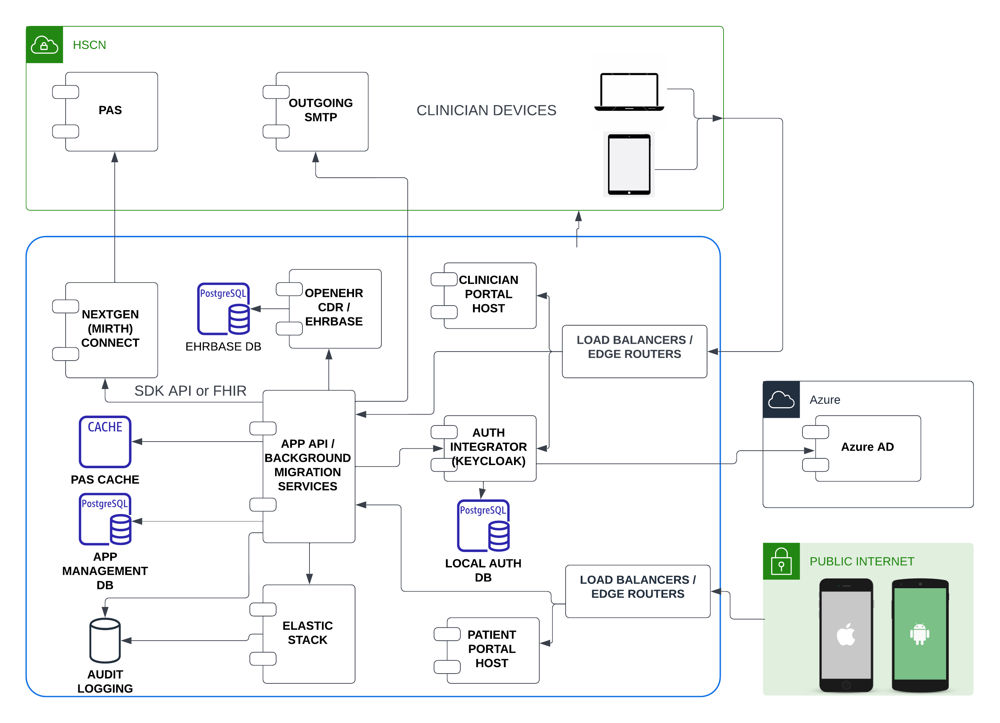 HSCN
PAS
OUTGOING
SMTP
CLINICIAN DEVICES
CLINICIAN
PORTAL
HOST
PostgreSQL
EHRBASE DB
OPENEHR
CDR /
EHRBASE
NEXTGEN
(MIRTH)
CONNECT
LOAD BALANCERS /
EDGE ROUTERS
SDK API or FHIR
Azure
Azure AD
CACHE
PAS CACHE
APP API /
BACKGROUND
MIGRATION
SERVICES
AUTH
INTEGRATOR
(KEYCLOAK)
PostgreSQL
APP
MANAGEMENT
DB
PostgreSQL
LOCAL AUTH
DB
PUBLIC INTERNET
LOAD BALANCERS /
EDGE ROUTERS
ELASTIC
STACK
PATIENT
PORTAL
HOST
AUDIT
LOGGING